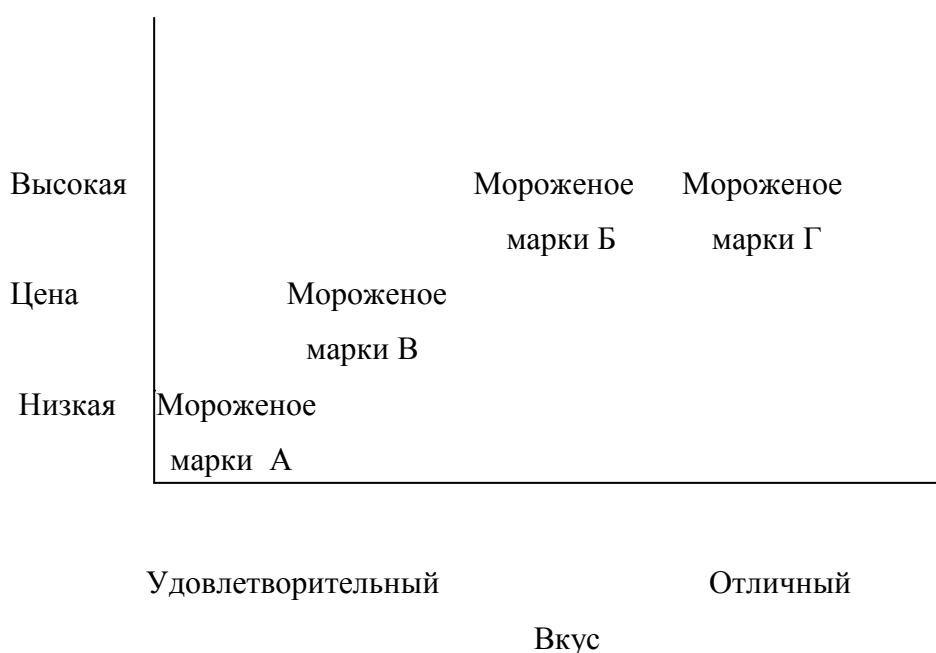 Высокая Мороженое Мороженое
марки Б марки Г
Цена Мороженое
марки В
Низкая Мороженое
марки А
Удовлетворительный Отличный
Вкус